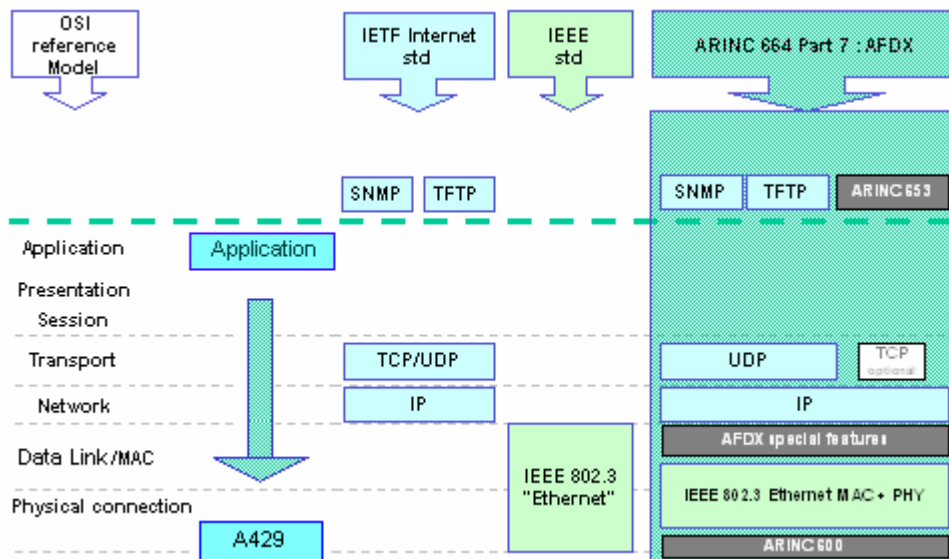 OSI
reference
Model
IETF Internet
std
IEEE
std
ARINC 664 Part 7 : AFDX
SNMP
TFTP
SNMP
TFTP
ARINC653
Application
Application
Presentation
Session
Transport
TCP/UDP
UDP
TCP
optional
Network
IP
IP
AFDX special features
Data Link/MAC
IEEE 802.3
"Ethernet"
IEEE 802.3 Ethernet MAC + PHY
Physical connection
A429
ARINC600